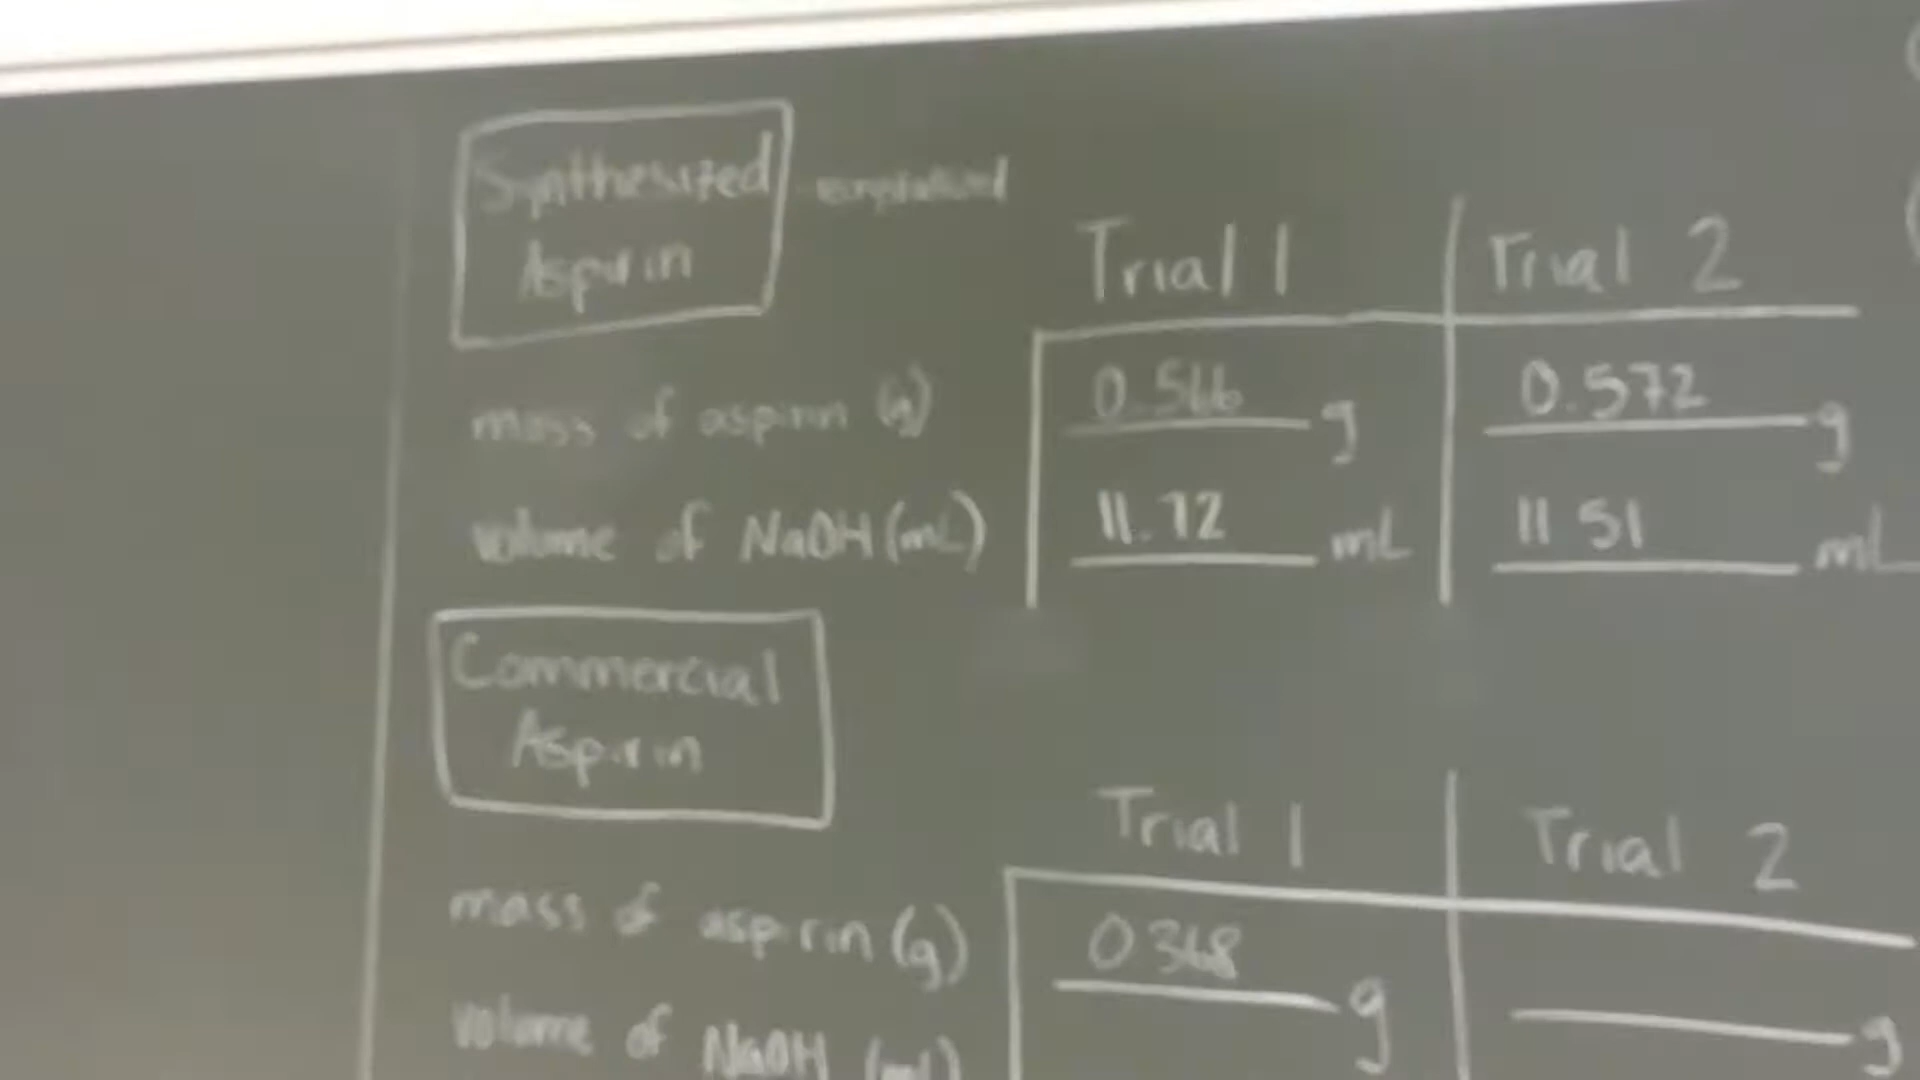 Synthesized
Aspirin
Trial 1 Trial 2
mass of aspirin (g) 0.566 g 0.572 g
volume of NaOH (mL) 11.72 mL 11 51 mL
Commercial
Aspirin
Trial 1 Trial 2
mass of aspirin (g) 0 368 g g
volume of NaOH (mL)